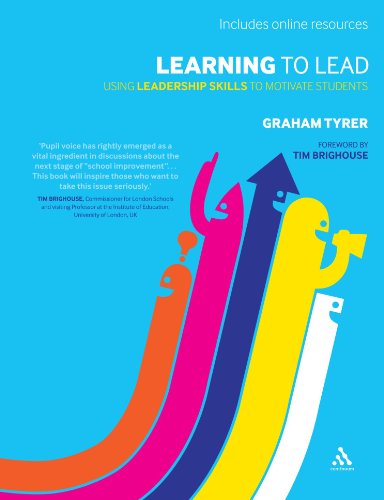 Includes online resources
LEARNING TO LEAD
USING LEADERSHIP SKILLS TO MOTIVATE STUDENTS
GRAHAM TYRER
FOREWORD BY
TIM BRIGHOUSE
'Pupil voice has rightly emerged as a
vital ingredient in discussions about the
next stage of "school improvement". . .
This book will inspire those who want to
take this issue seriously.'
TIM BRIGHOUSE, Commissioner for London Schools
and visiting Professor at the Institute of Education,
University of London, UK
continuum